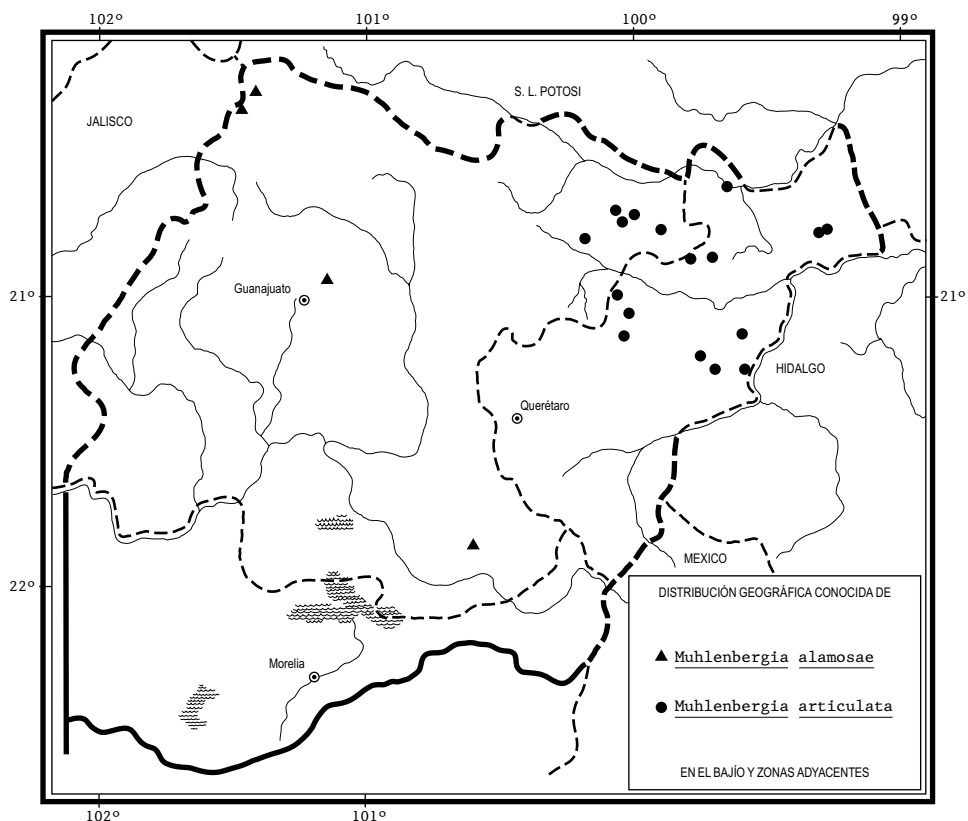 102º 101º 100º 99º
S. L. POTOSI
JALISCO
Guanajuato
21º 21º
HIDALGO
Querétaro
MEXICO
22º
DISTRIBUCIÓN GEOGRÁFICA CONOCIDA DE
Muhlenbergia alamosae
Morelia
Muhlenbergia articulata
EN EL BAJÍO Y ZONAS ADYACENTES
102º 101º